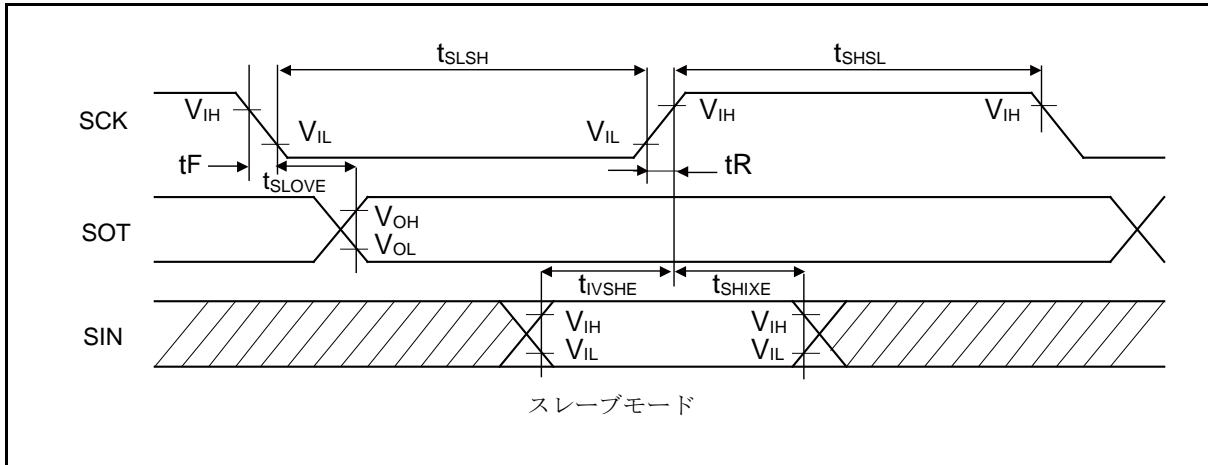 tSLSH tSHSL
SCK VIH VIL VIL VIH VIH
tF tSLOVE tR
SOT VOH
VOL
tIVSHE tSHIXE
SIN VIH VIH
VIL VIL
スレーブモード